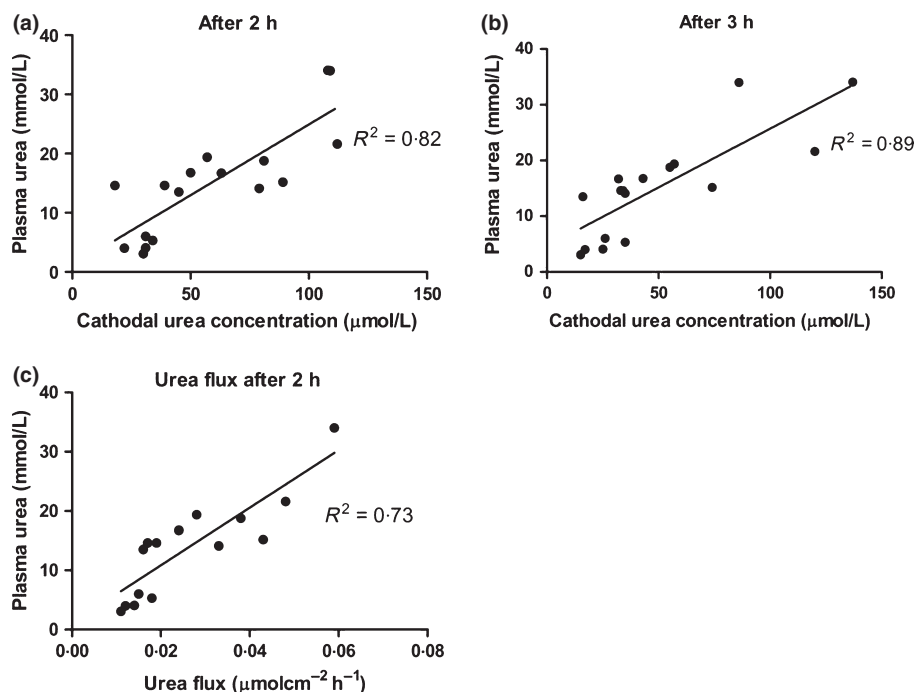 (a)
After 2 h
Plasma urea (mmol/L)
40
30
20
10
0
R² = 0·82
0 50 100 150
Cathodal urea concentration (μmol/L)
(b)
After 3 h
Plasma urea (mmol/L)
40
30
20
10
0
R² = 0·89
0 50 100 150
Cathodal urea concentration (μmol/L)
(c)
Urea flux after 2 h
Plasma urea (mmol/L)
40
30
20
10
0
R² = 0·73
0·00 0·02 0·04 0·06 0·08
Urea flux (μmolcm⁻² h⁻¹)